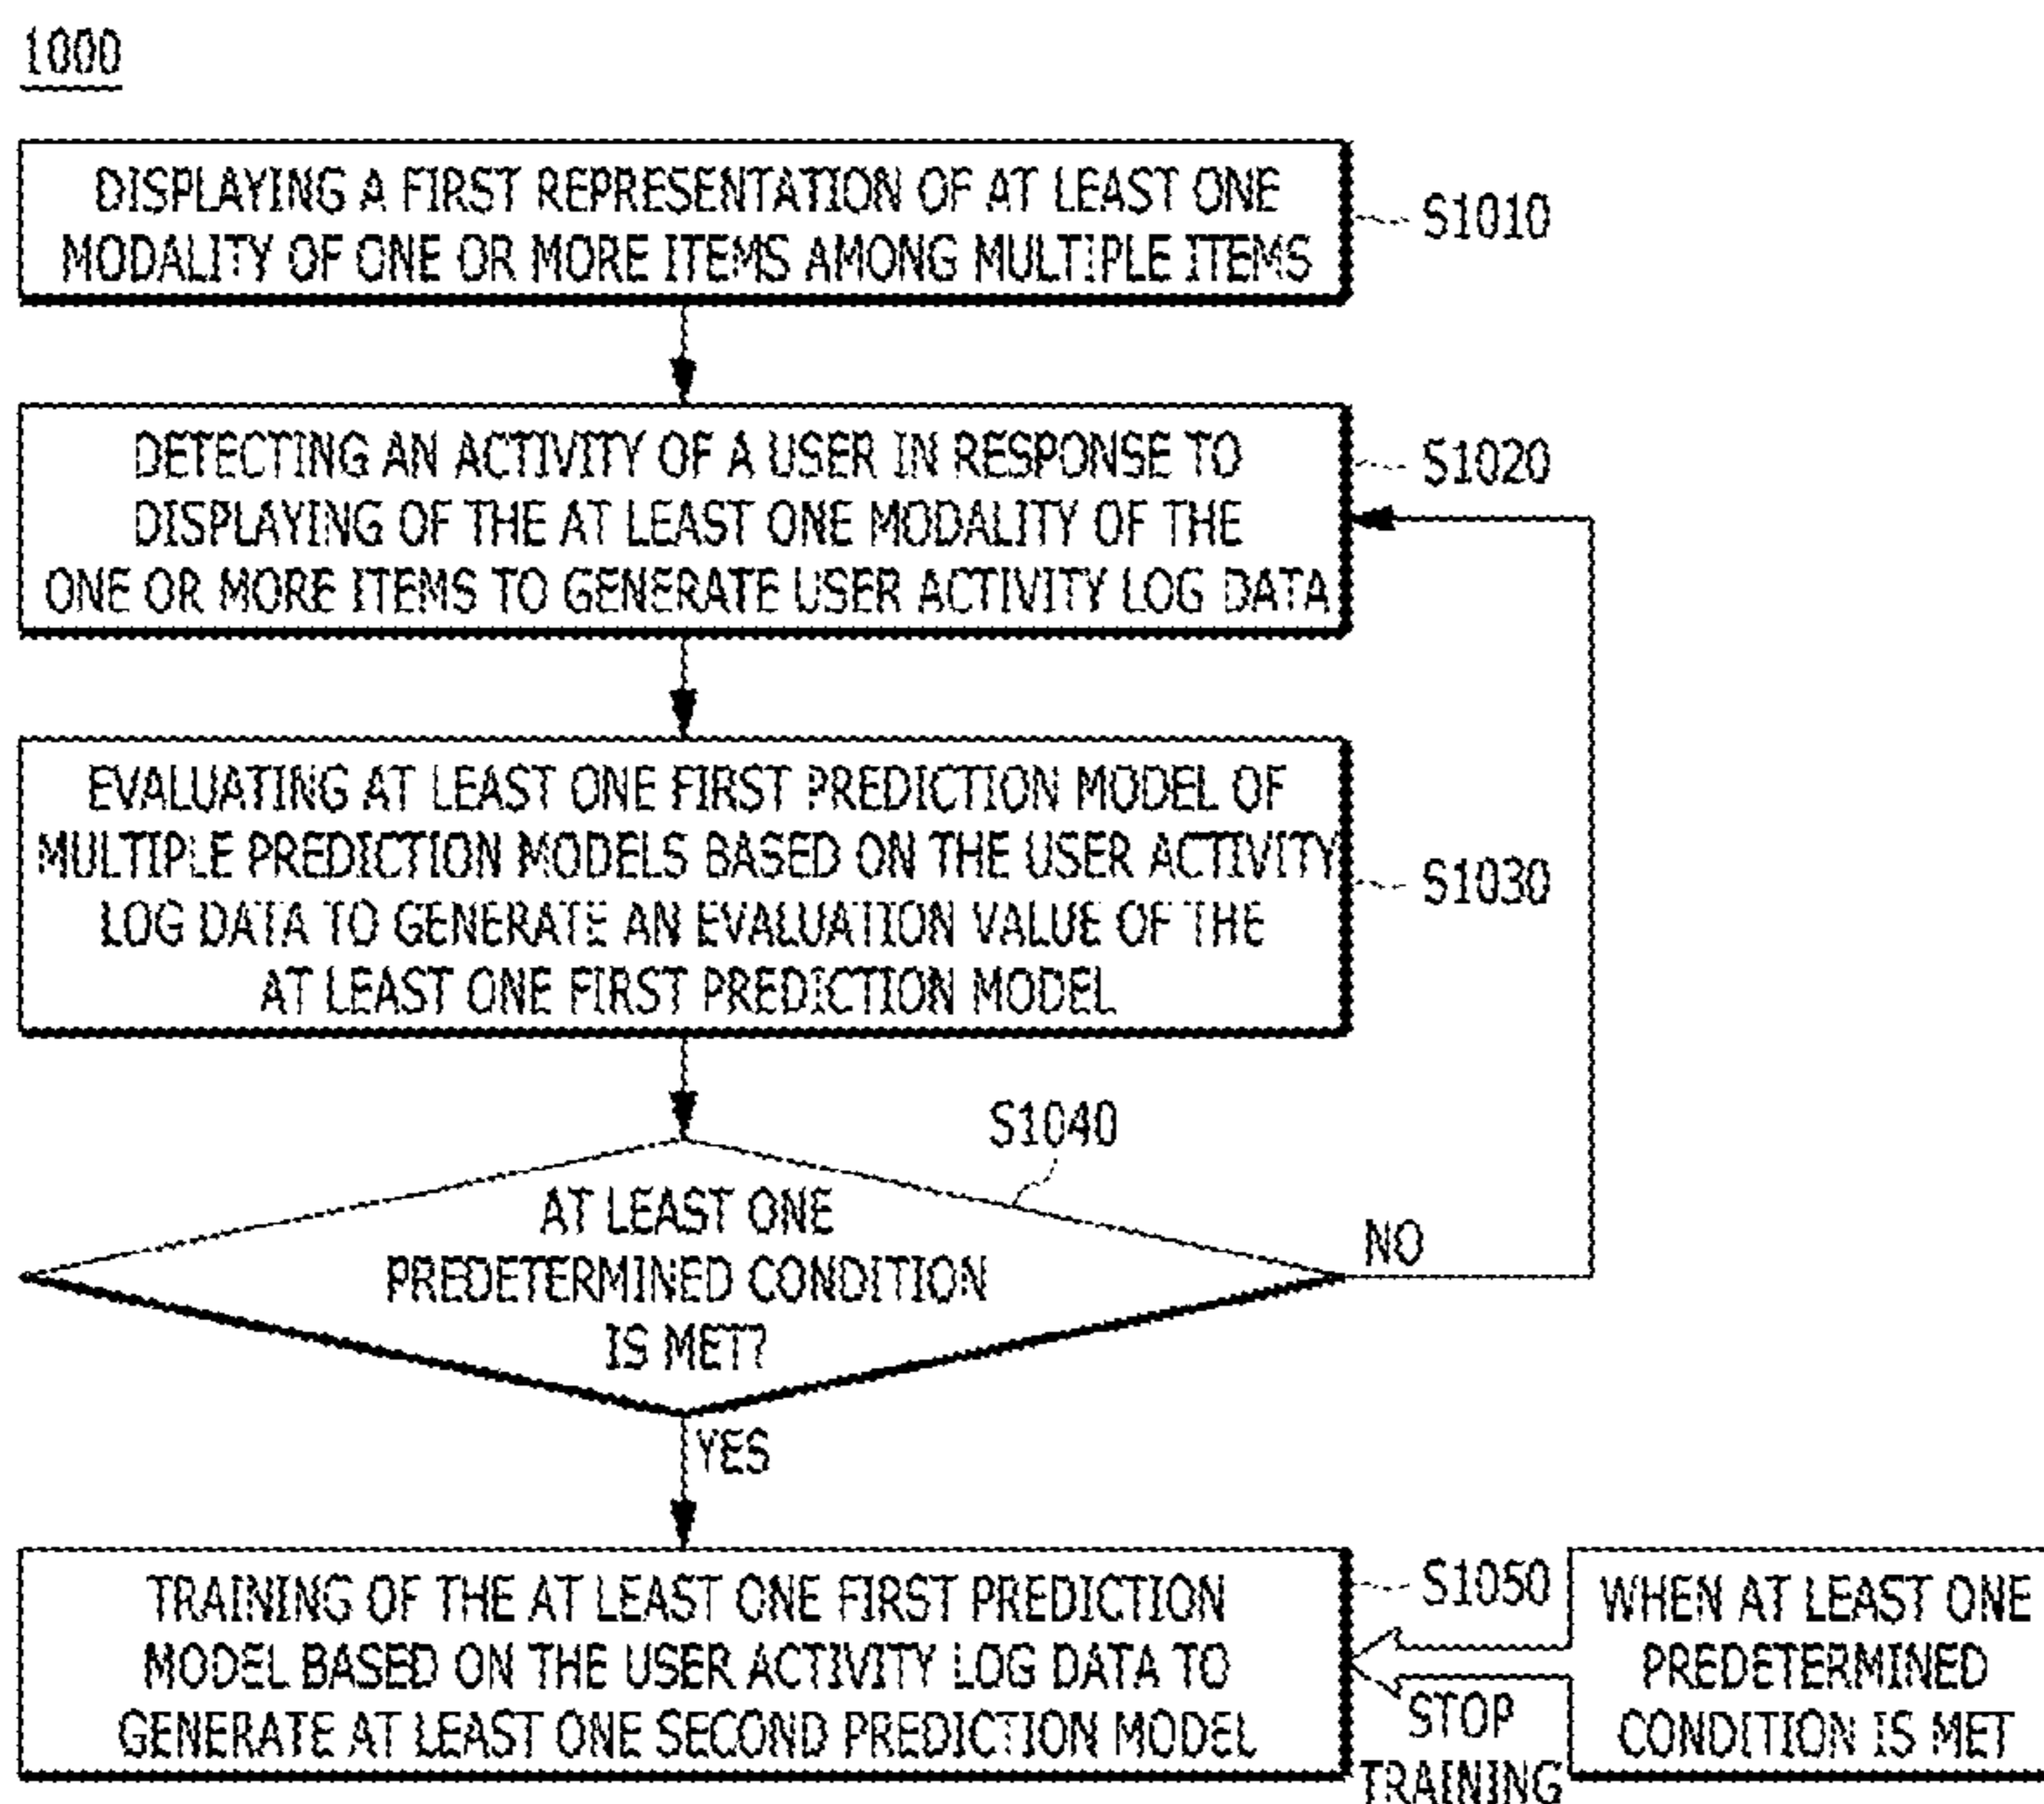 1000
DISPLAYING A FIRST REPRESENTATION OF AT LEAST ONE
MODALITY OF ONE OR MORE ITEMS AMONG MULTIPLE ITEMS
S1010
DETECTING AN ACTIVITY OF A USER IN RESPONSE TO
DISPLAYING OF THE AT LEAST ONE MODALITY OF THE
ONE OR MORE ITEMS TO GENERATE USER ACTIVITY LOG DATA
S1020
EVALUATING AT LEAST ONE FIRST PREDICTION MODEL OF
MULTIPLE PREDICTION MODELS BASED ON THE USER ACTIVITY
LOG DATA TO GENERATE AN EVALUATION VALUE OF THE
AT LEAST ONE FIRST PREDICTION MODEL
S1030
S1040
AT LEAST ONE
PREDETERMINED CONDITION
IS MET?
NO
YES
TRAINING OF THE AT LEAST ONE FIRST PREDICTION
MODEL BASED ON THE USER ACTIVITY LOG DATA TO
GENERATE AT LEAST ONE SECOND PREDICTION MODEL
S1050
STOP
TRAINING
WHEN AT LEAST ONE
PREDETERMINED
CONDITION IS MET